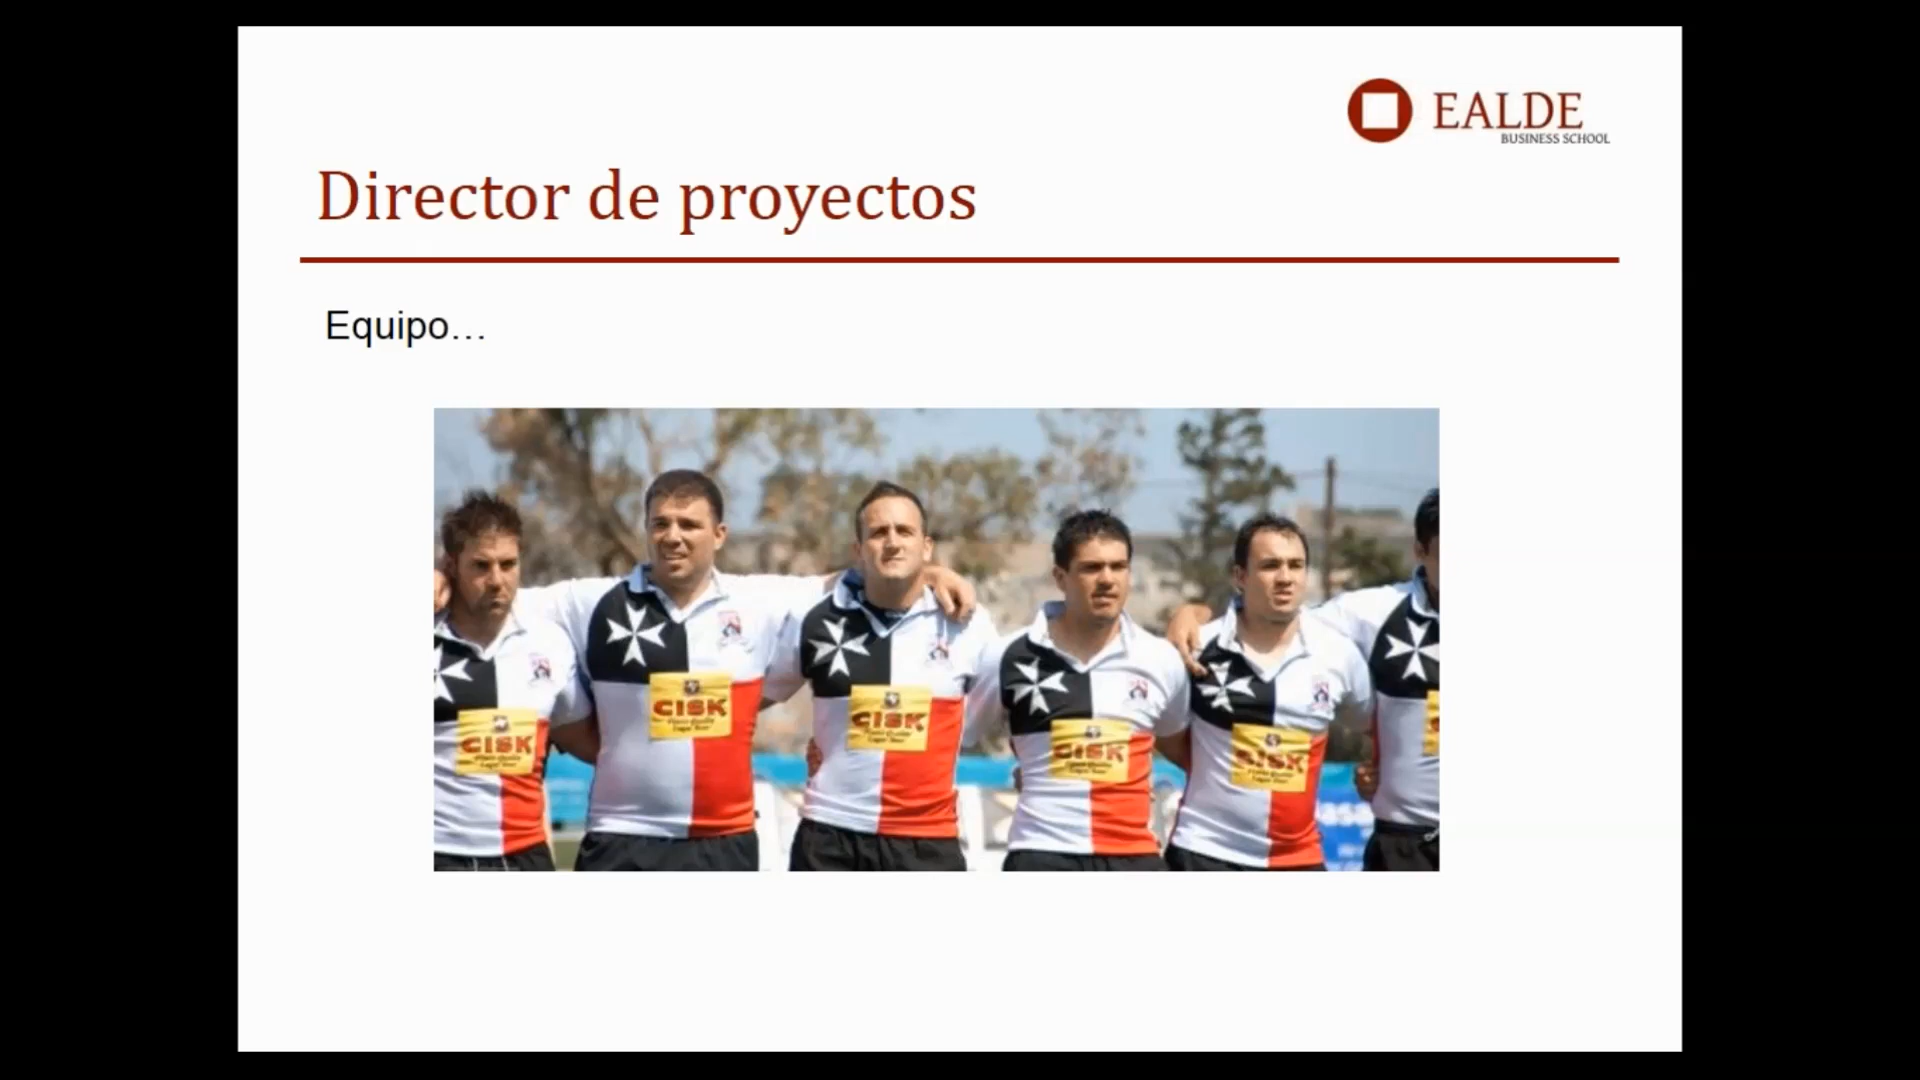 EALDE
BUSINESS SCHOOL
Director de proyectos
Equipo…
CISK
CISK
CISK
CISK
CISK